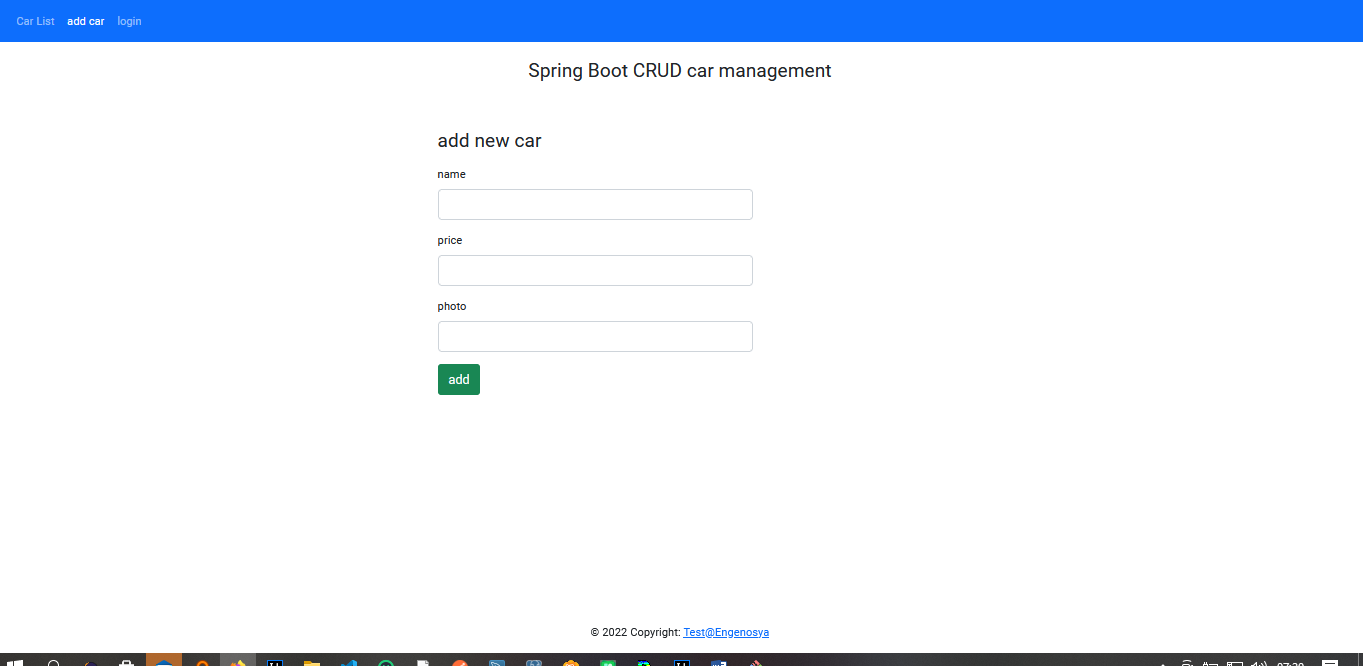 Car List add car login
Spring Boot CRUD car management
add new car
name
price
photo
add
© 2022 Copyright: Test@Engenosya